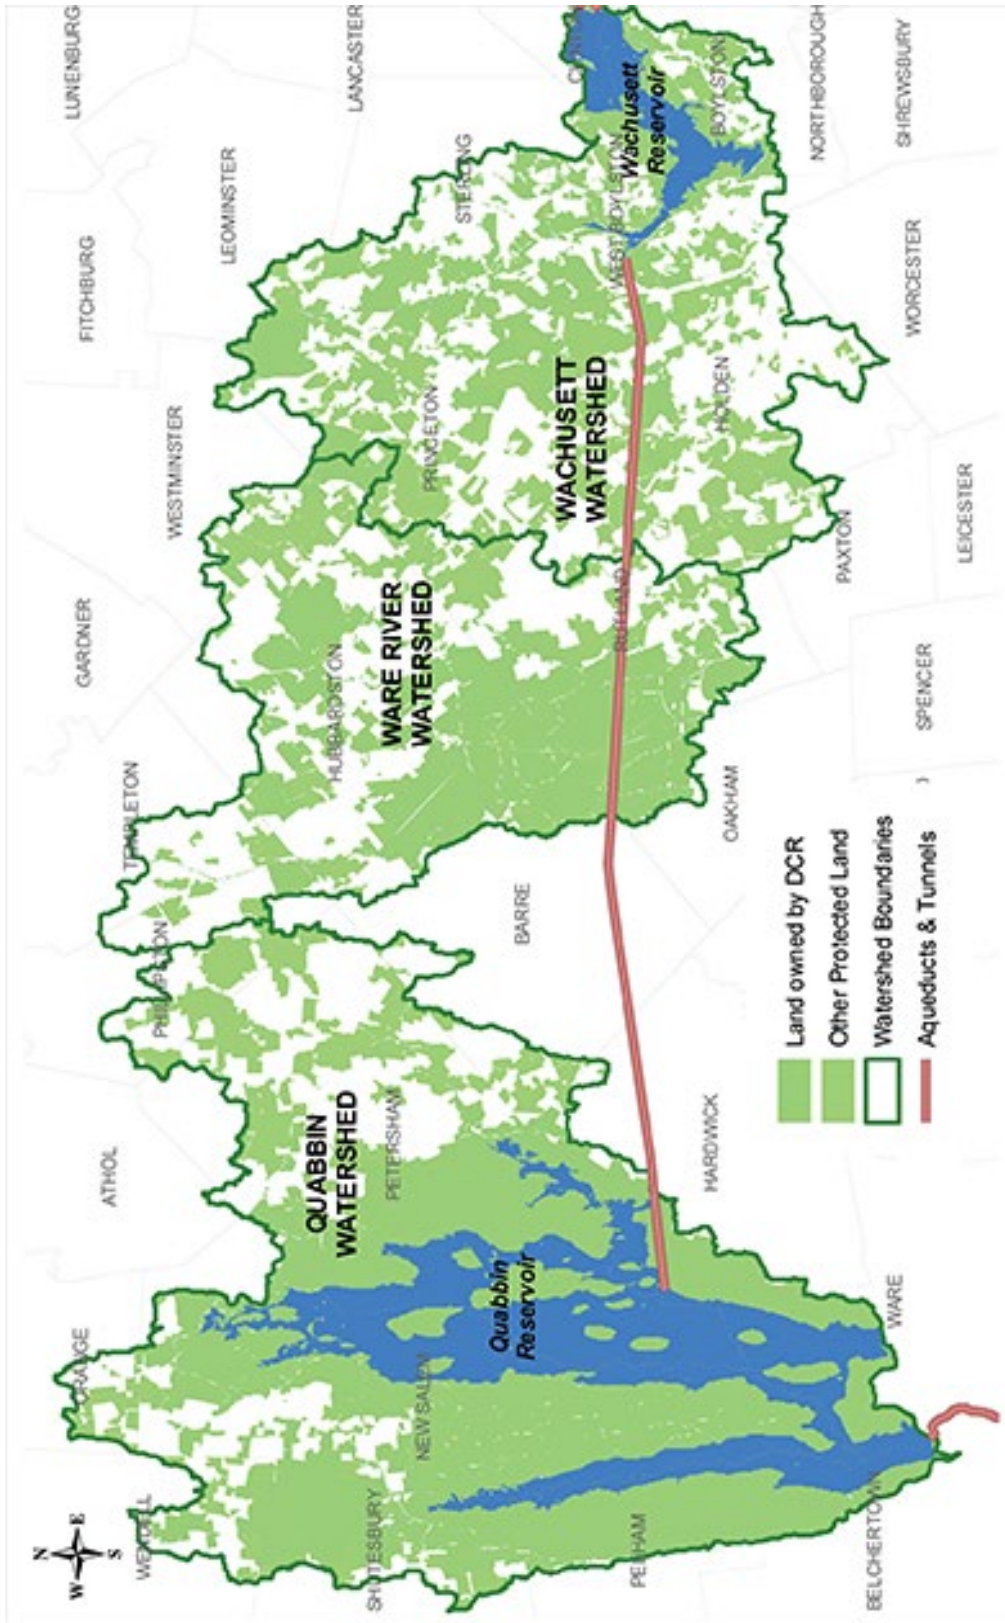 N
W
E
S
WENDELL
ORANGE
ATHOL
PHILLIPSTON
TEMPLETON
GARDNER
WESTMINSTER
FITCHBURG
LUNENBURG
LEOMINSTER
LANCASTER
SHUTESBURY
NEW SALEM
QUABBIN
WATERSHED
PETERSHAM
HUBBARDSTON
WARE RIVER
WATERSHED
PRINCETON
STERLING
CLINTON
Quabbin
Reservoir
BARRE
RUTLAND
WACHUSETT
WATERSHED
WEST BOYLSTON
Wachusett
Reservoir
BOYLSTON
PELHAM
HARDWICK
OAKHAM
HOLDEN
NORTHBOROUGH
BELCHERTOWN
WARE
PAXTON
WORCESTER
SHREWSBURY
SPENCER
LEICESTER
Land owned by DCR
Other Protected Land
Watershed Boundaries
Aqueducts & Tunnels